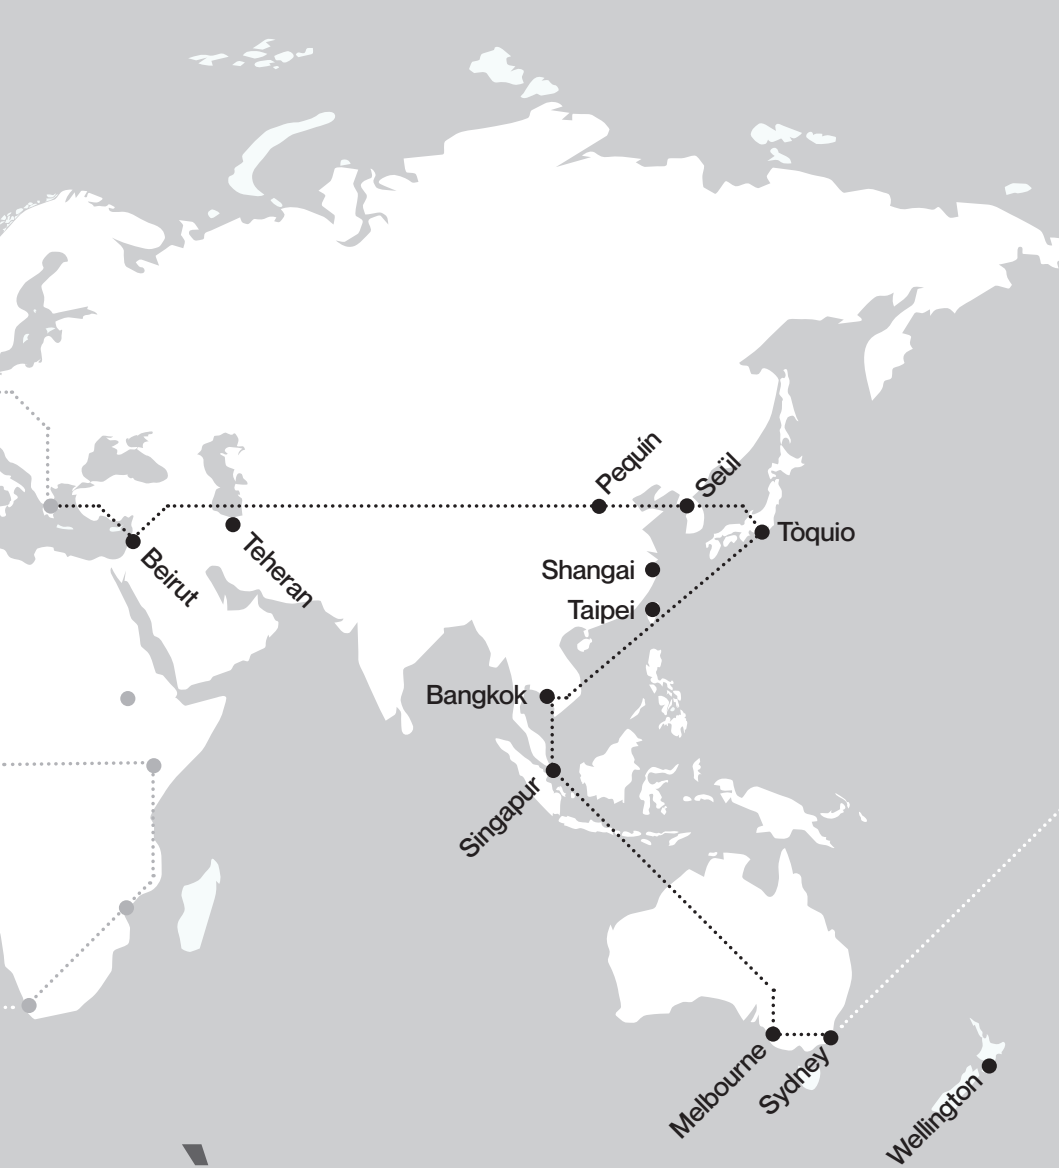 Pequín
Seül
Tòquio
Beirut
Teheran
Shangai
Taipei
Bangkok
Singapur
Melbourne
Sydney
Wellington